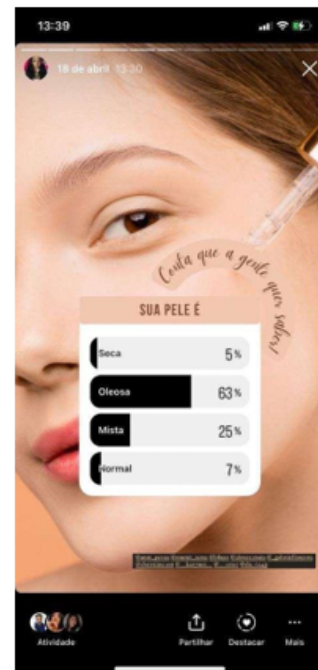 13:39
18 de abril 13:30
Conta que a gente quer saber!
SUA PELE É
Seca 5%
Oleosa 63%
Mista 25%
Normal 7%
Atividade
Partilhar
Destacar
Mais